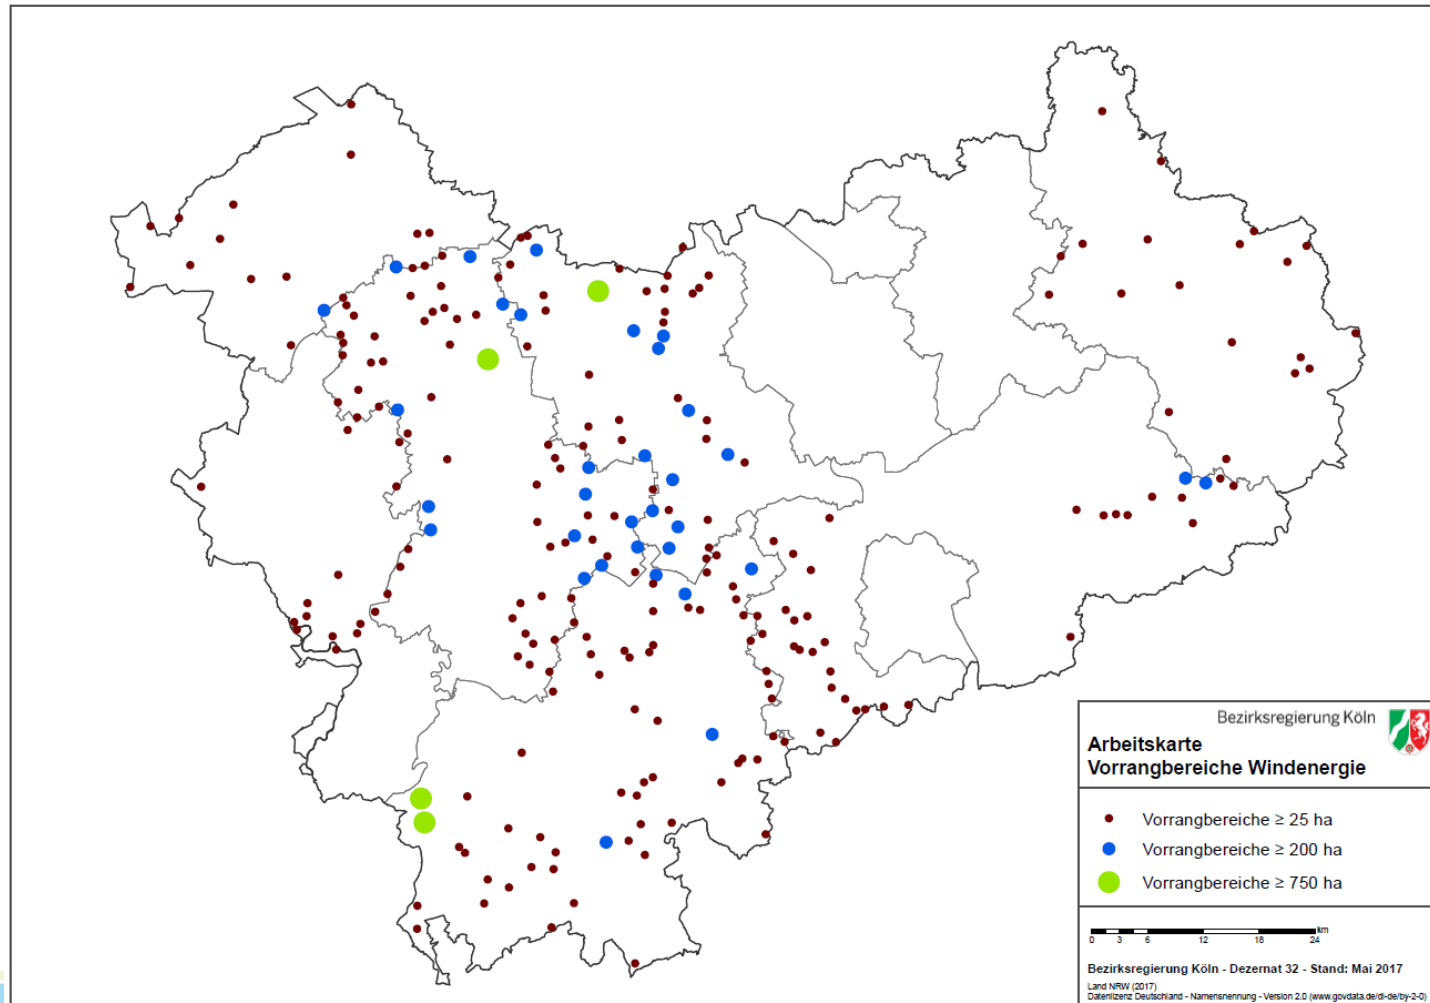 Bezirksregierung Köln
Arbeitskarte
Vorrangbereiche Windenergie
Vorrangbereiche ≥ 25 ha
Vorrangbereiche ≥ 200 ha
Vorrangbereiche ≥ 750 ha
km
0 3 6 12 18 24
Bezirksregierung Köln - Dezernat 32 - Stand: Mai 2017
Land NRW (2017)
Datenlizenz Deutschland - Namensnennung - Version 2.0 (www.govdata.de/dl-de/by-2-0)